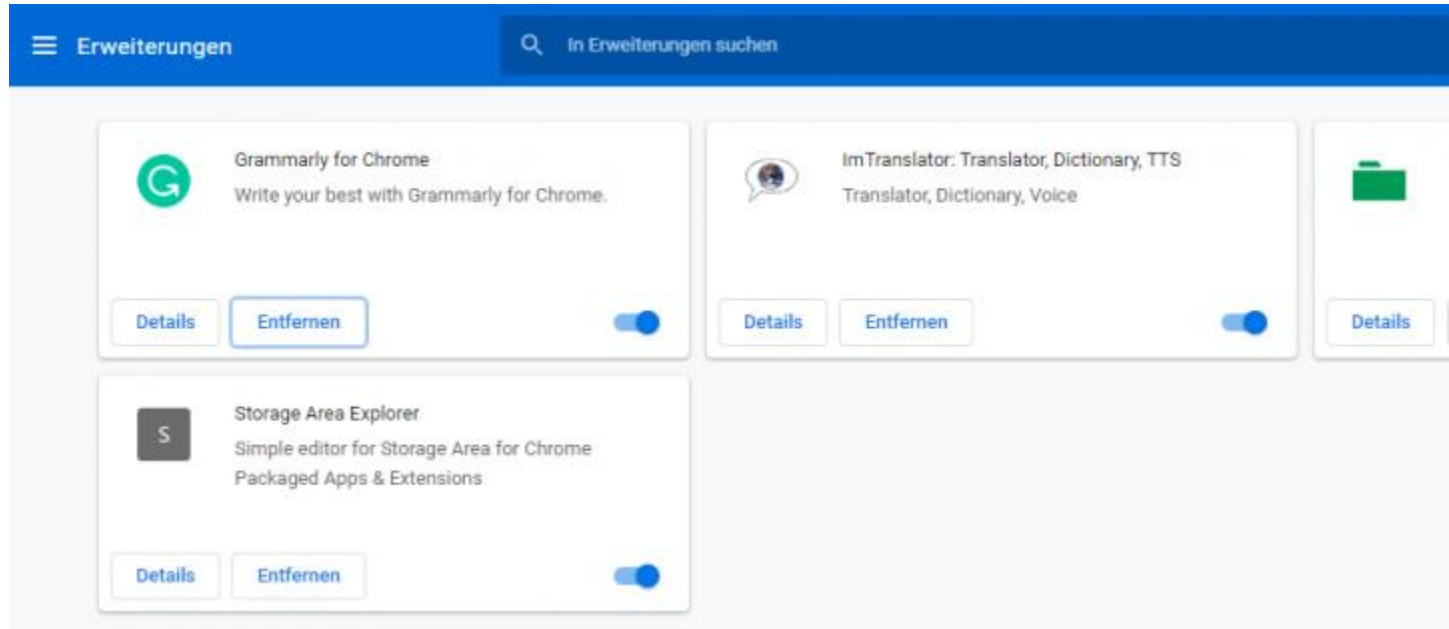 Erweiterungen
In Erweiterungen suchen
Grammarly for Chrome
Write your best with Grammarly for Chrome.
Details Entfernen
ImTranslator: Translator, Dictionary, TTS
Translator, Dictionary, Voice
Details Entfernen
Details
S
Storage Area Explorer
Simple editor for Storage Area for Chrome
Packaged Apps & Extensions
Details Entfernen